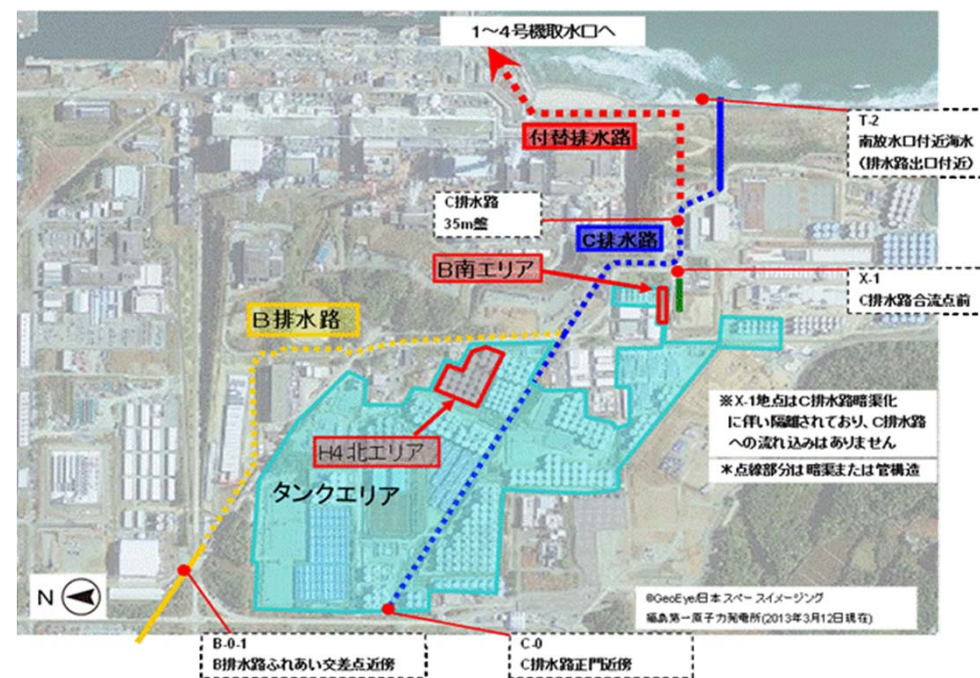 1～4号機取水口へ
付替排水路
T-2
南放水口付近海水
（排水路出口付近）
C排水路
35m盤
C排水路
B南エリア
X-1
C排水路合流点前
B排水路
※X-1地点はC排水路暗渠化
に伴い隔離されており、C排水路
への流れ込みはありません
＊点線部分は暗渠または管構造
H4北エリア
タンクエリア
N
©GeoEye/日本スペースイメージング
福島第一原子力発電所(2013年3月12日現在)
B-0-1
B排水路ふれあい交差点近傍
C-0
C排水路正門近傍